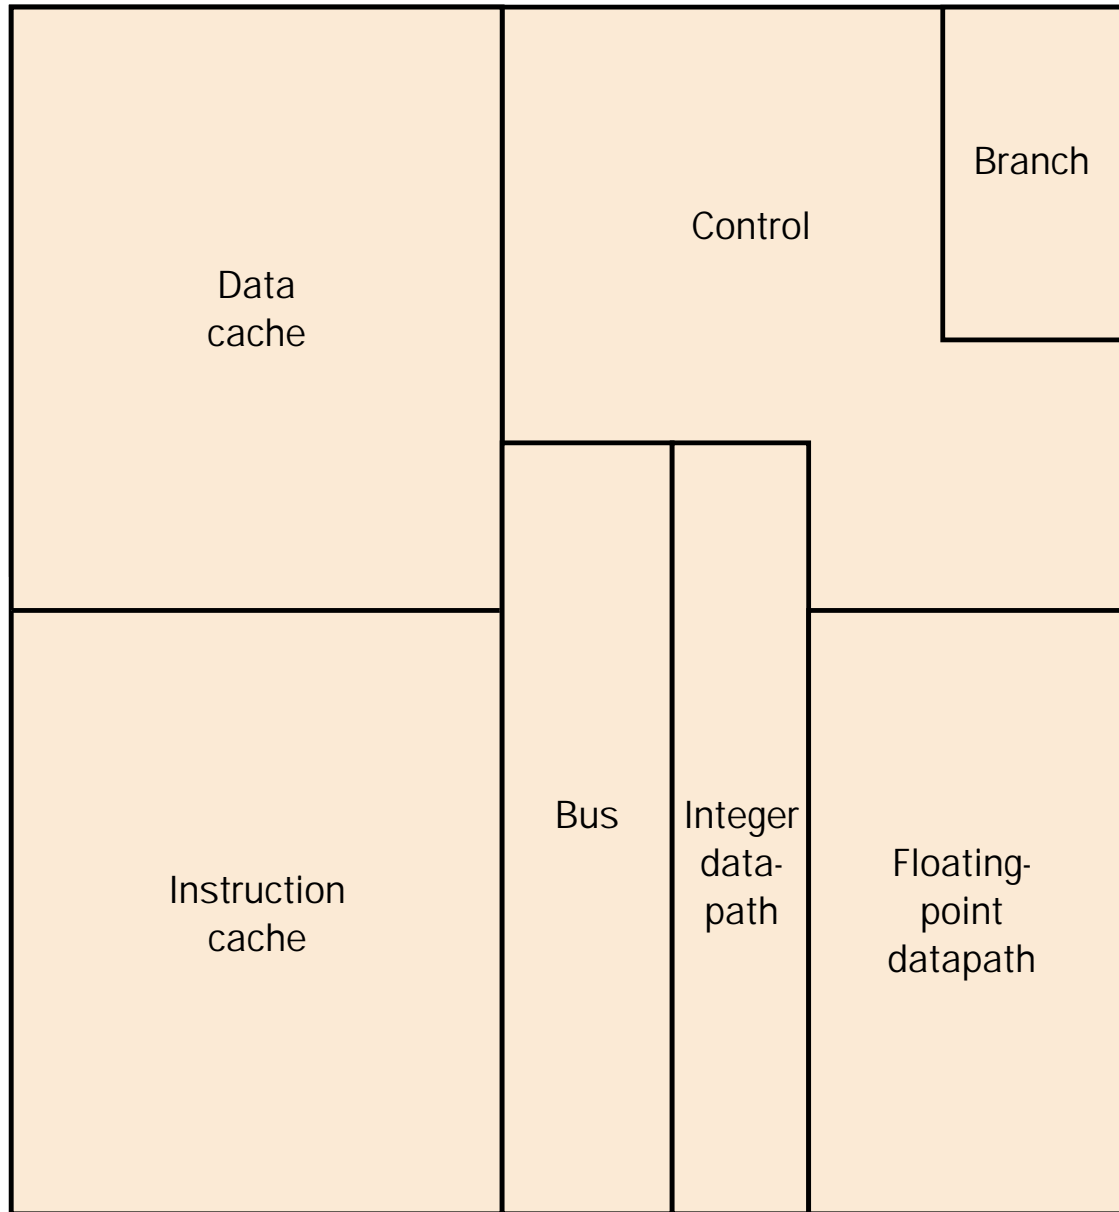 Data
cache
Control
Branch
Instruction
cache
Bus
Integer
data-
path
Floating-
point
datapath